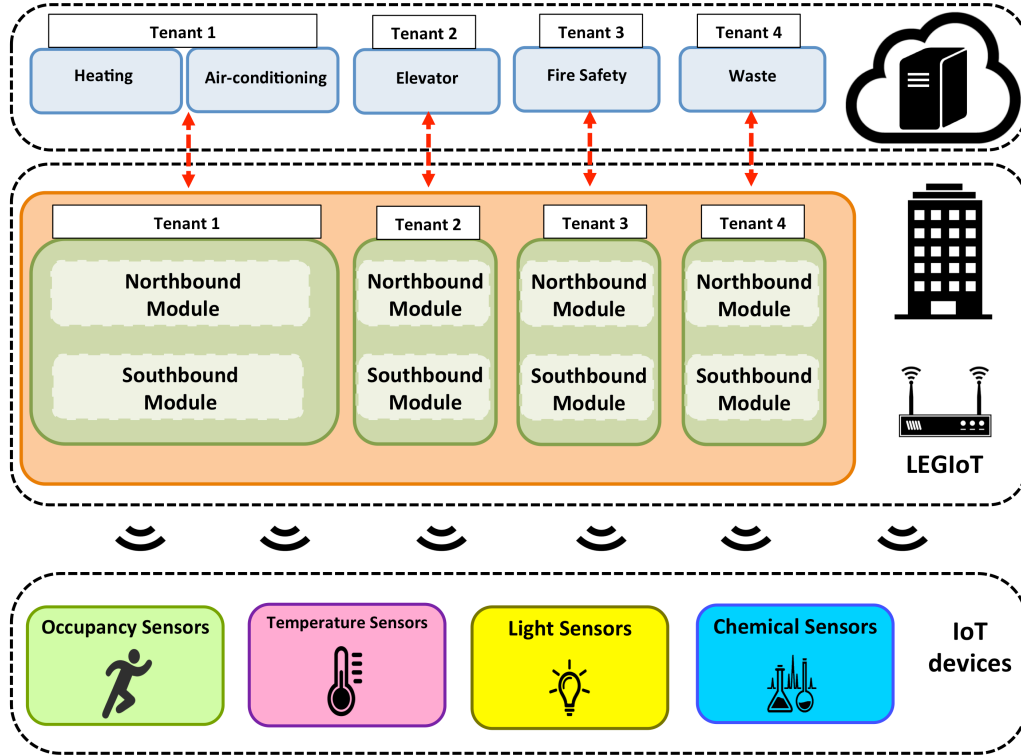 Tenant 1
Tenant 2
Tenant 3
Tenant 4
Heating
Air-conditioning
Elevator
Fire Safety
Waste
Tenant 1
Tenant 2
Tenant 3
Tenant 4
Northbound
Module
Northbound
Module
Northbound
Module
Northbound
Module
Southbound
Module
Southbound
Module
Southbound
Module
Southbound
Module
LEGIoT
Occupancy Sensors
Temperature Sensors
Light Sensors
Chemical Sensors
IoT
devices